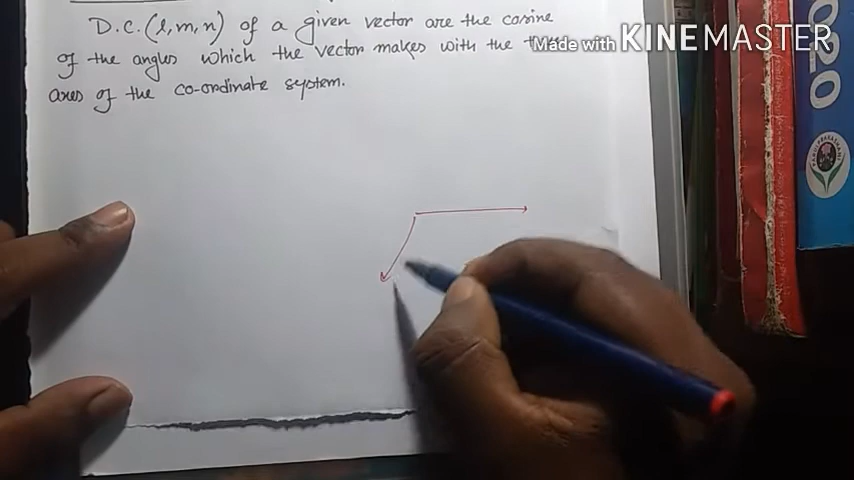 D.C. (l, m, n) of a given vector are the cosine
of the angles which the vector makes with the
axes of the co-ordinate system.
Made with KINEMASTER
020